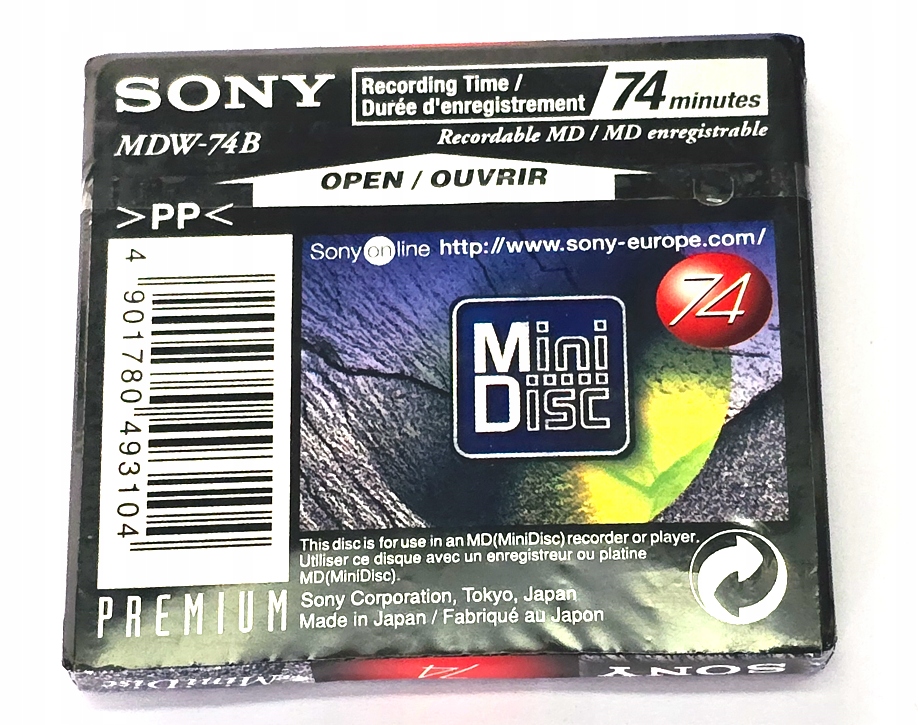 SONY
Recording Time /
Durée d'enregistrement
74 minutes
MDW-74B
Recordable MD / MD enregistrable
OPEN / OUVRIR
>PP<
4 901780 493104
Sony online http://www.sony-europe.com/
74
Mini
Disc
This disc is for use in an MD(MiniDisc) recorder or player.
Utiliser ce disque avec un enregistreur ou platine
MD(MiniDisc).
PREMIUM
Sony Corporation, Tokyo, Japan
Made in Japan / Fabriqué au Japon
MiniDisc
74
SONY